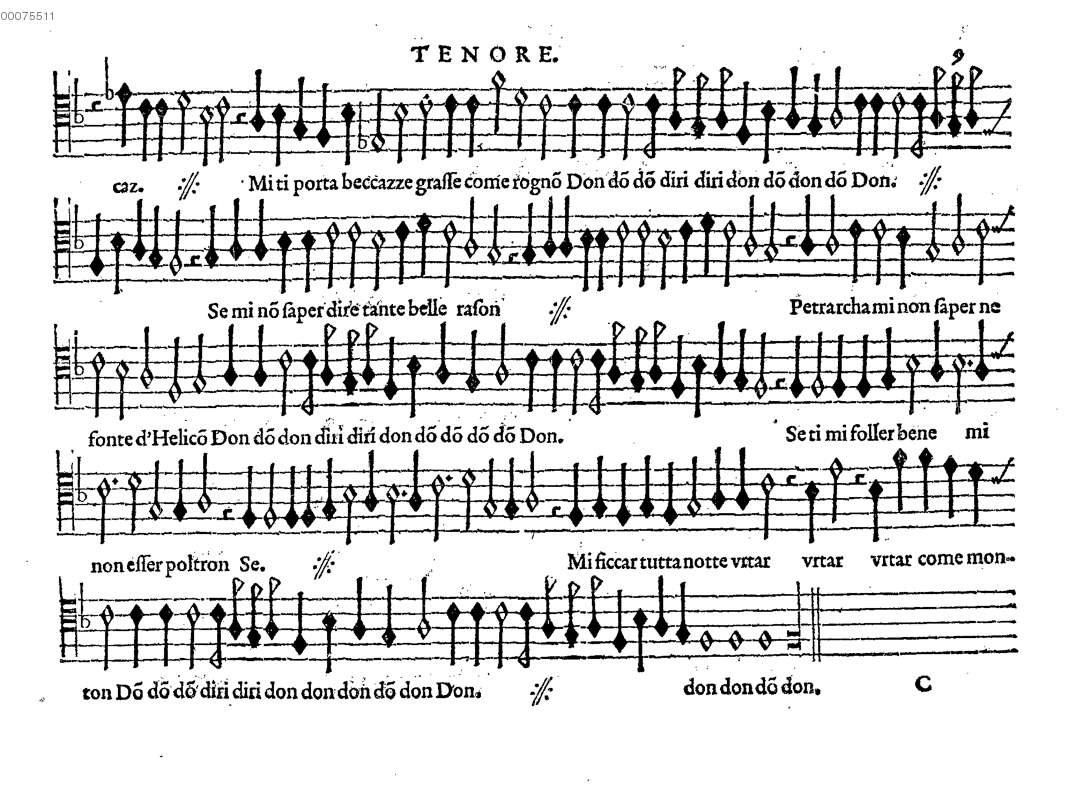 00075511
TENORE.
9
caz. :||: Mi ti porta beccazze graſſe come rognõ Don dõ dõ diri diri don dõ don dõ Don. :||:
Se mi nõ ſaper dire tante belle raſon :||: Petrarcha mi non ſaper ne
fonte d'Helicõ Don dõ don diri diri don dõ dõ dõ dõ Don. Se ti mi foſſer bene mi
non eſſer poltron Se. :||: Mi ficcar tutta notte vrtar vrtar vrtar come mon-
ton Dõ dõ dõ diri diri don don don dõ don Don. :||: don don dõ don.
C